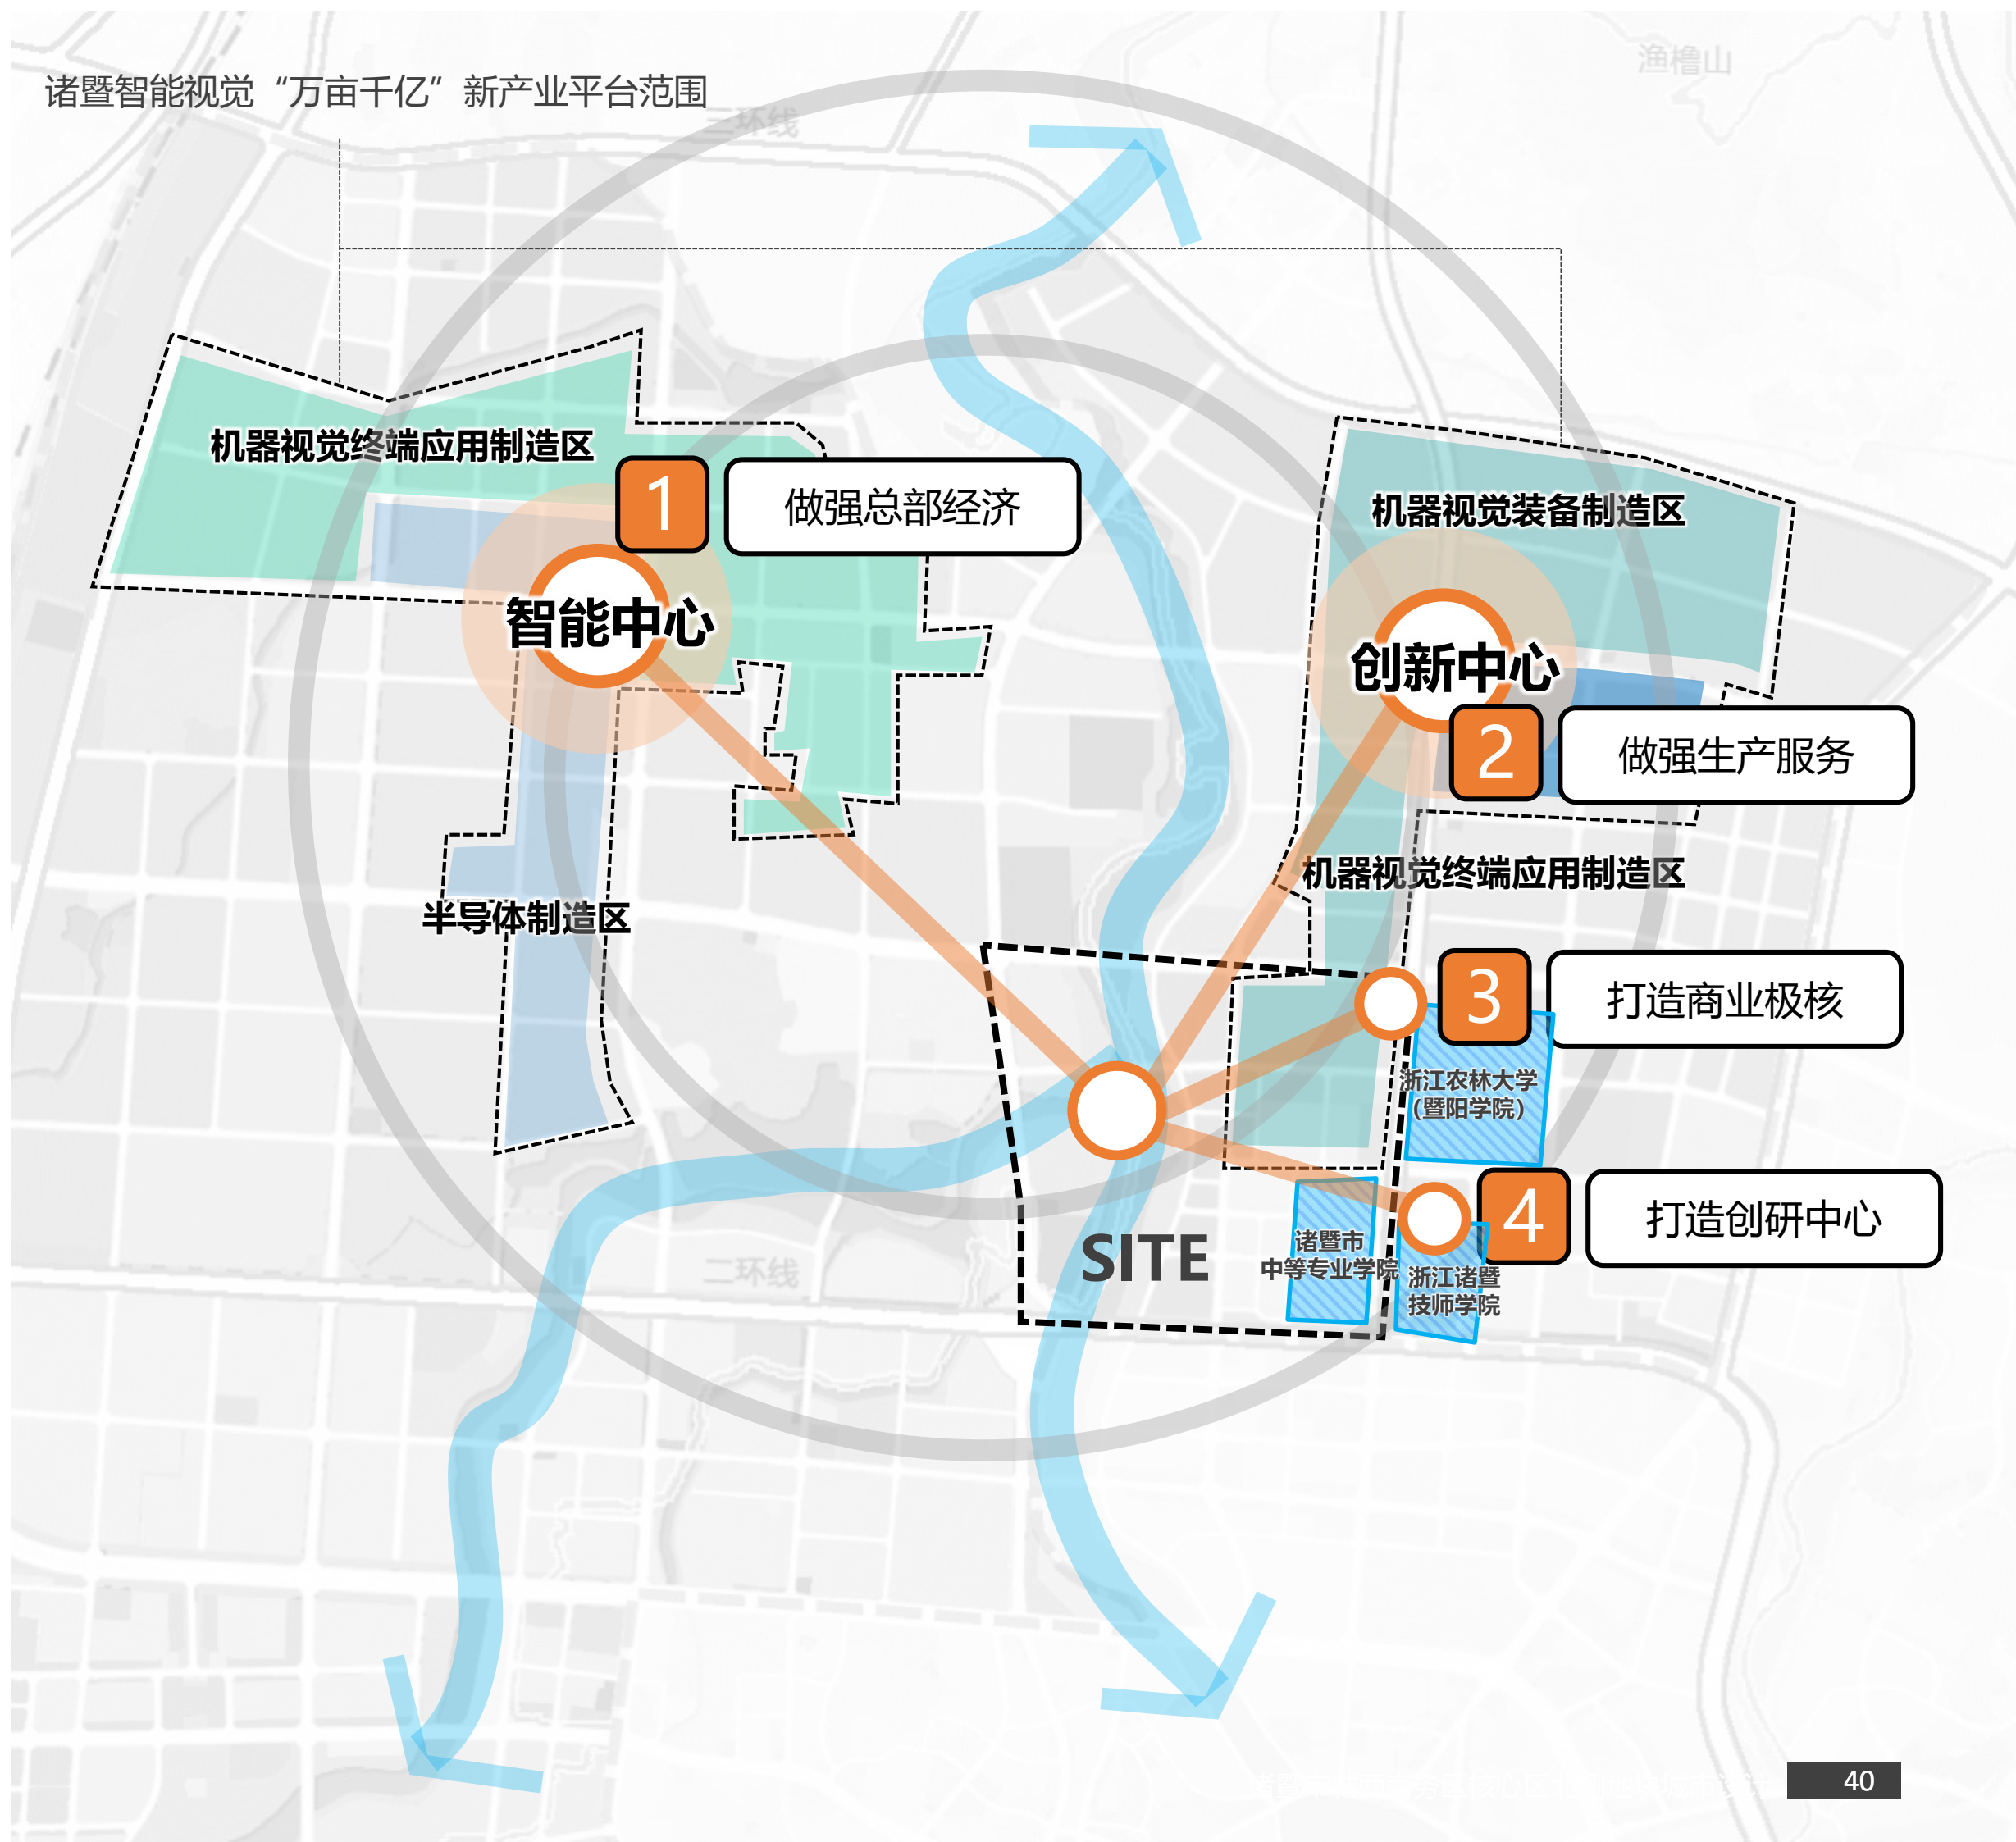 诸暨智能视觉“万亩千亿”新产业平台范围
渔橹山
三环线
机器视觉终端应用制造区
1
做强总部经济
机器视觉装备制造区
智能中心
创新中心
2
做强生产服务
机器视觉终端应用制造区
半导体制造区
3
打造商业极核
浙江农林大学
(暨阳学院)
4
打造创研中心
SITE
诸暨市
中等专业学院
浙江诸暨
技师学院
二环线
40